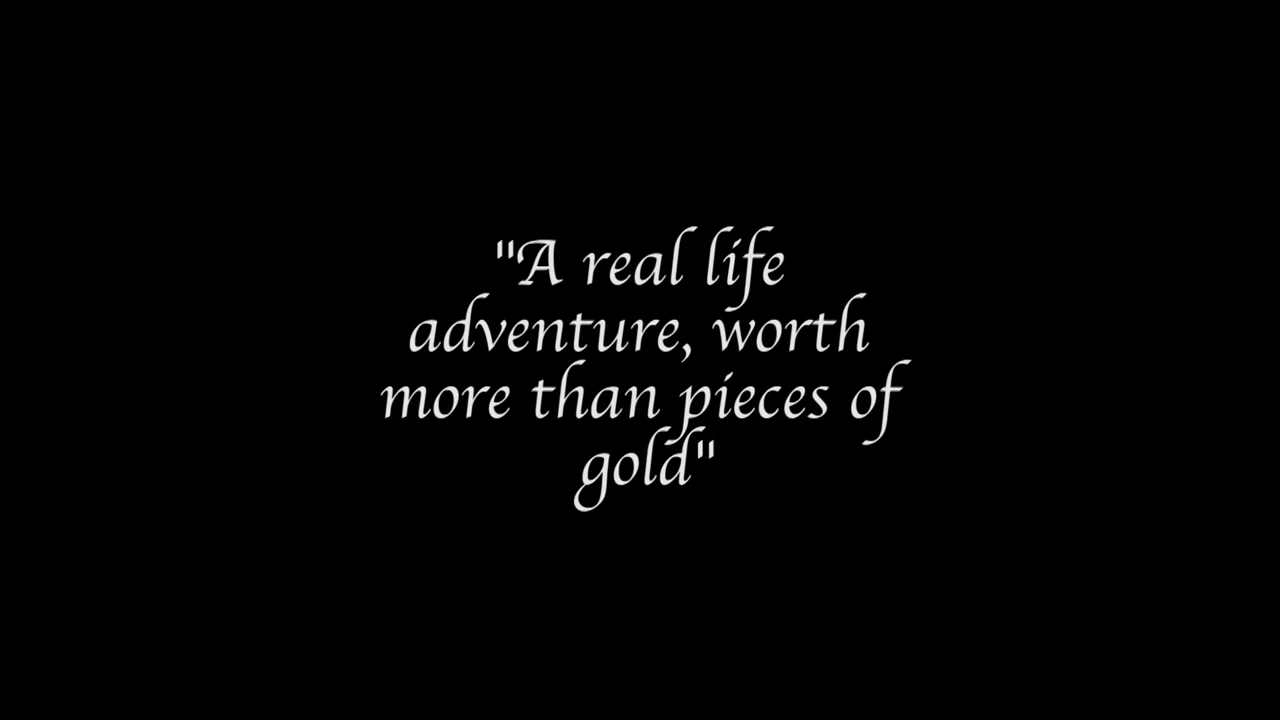 "A real life
adventure, worth
more than pieces of
gold"